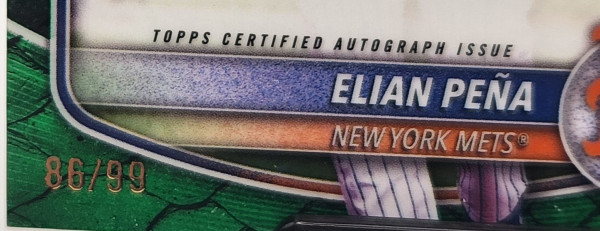 TOPPS CERTIFIED AUTOGRAPH ISSUE
ELIAN PEÑA
NEW YORK METS®
86/99